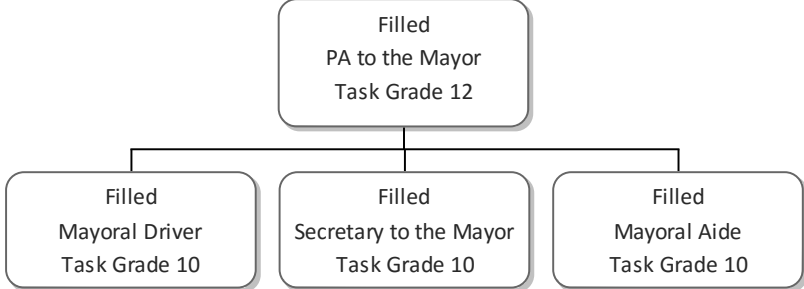 Filled
PA to the Mayor
Task Grade 12
Filled
Mayoral Driver
Task Grade 10
Filled
Secretary to the Mayor
Task Grade 10
Filled
Mayoral Aide
Task Grade 10